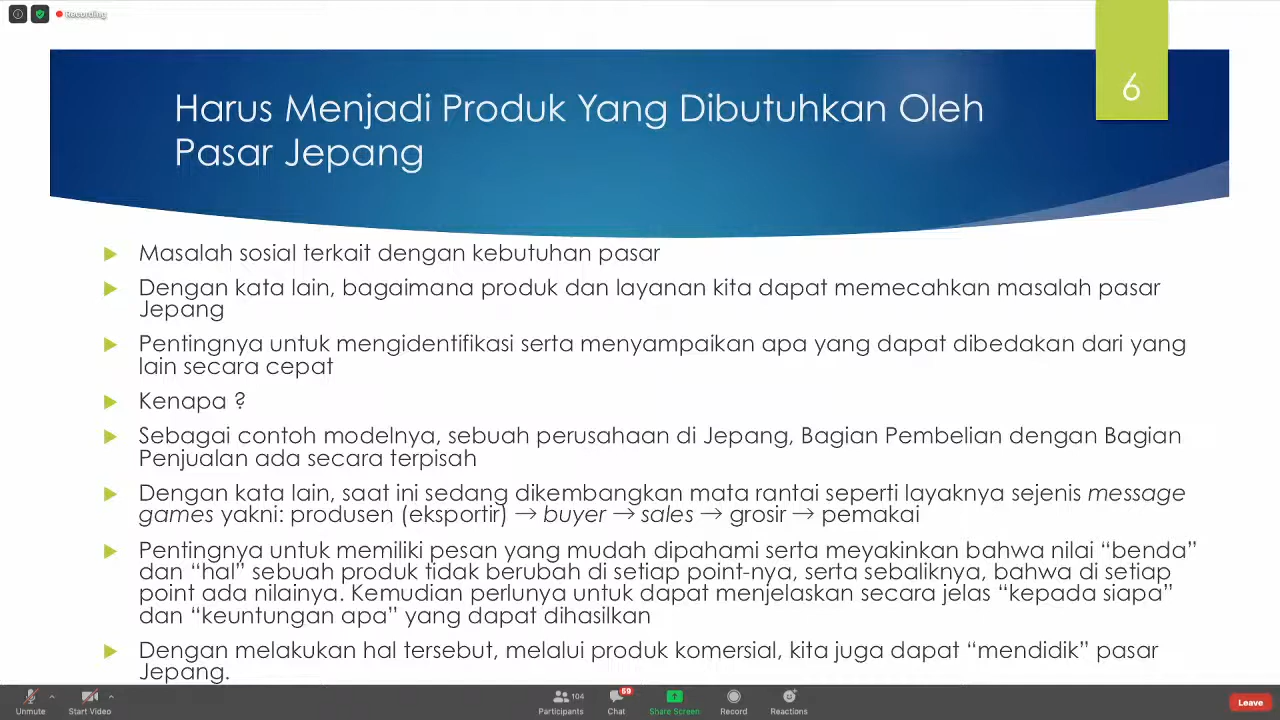 Recording
6
Harus Menjadi Produk Yang Dibutuhkan Oleh
Pasar Jepang
Masalah sosial terkait dengan kebutuhan pasar
Dengan kata lain, bagaimana produk dan layanan kita dapat memecahkan masalah pasar
Jepang
Pentingnya untuk mengidentifikasi serta menyampaikan apa yang dapat dibedakan dari yang
lain secara cepat
Kenapa ?
Sebagai contoh modelnya, sebuah perusahaan di Jepang, Bagian Pembelian dengan Bagian
Penjualan ada secara terpisah
Dengan kata lain, saat ini sedang dikembangkan mata rantai seperti layaknya sejenis message
games yakni: produsen (eksportir) → buyer → sales → grosir → pemakai
Pentingnya untuk memiliki pesan yang mudah dipahami serta meyakinkan bahwa nilai “benda”
dan “hal” sebuah produk tidak berubah di setiap point-nya, serta sebaliknya, bahwa di setiap
point ada nilainya. Kemudian perlunya untuk dapat menjelaskan secara jelas “kepada siapa”
dan “keuntungan apa” yang dapat dihasilkan
Dengan melakukan hal tersebut, melalui produk komersial, kita juga dapat “mendidik” pasar
Jepang.
Unmute
Start Video
104
Participants
59
Chat
Share Screen
Record
Reactions
Leave